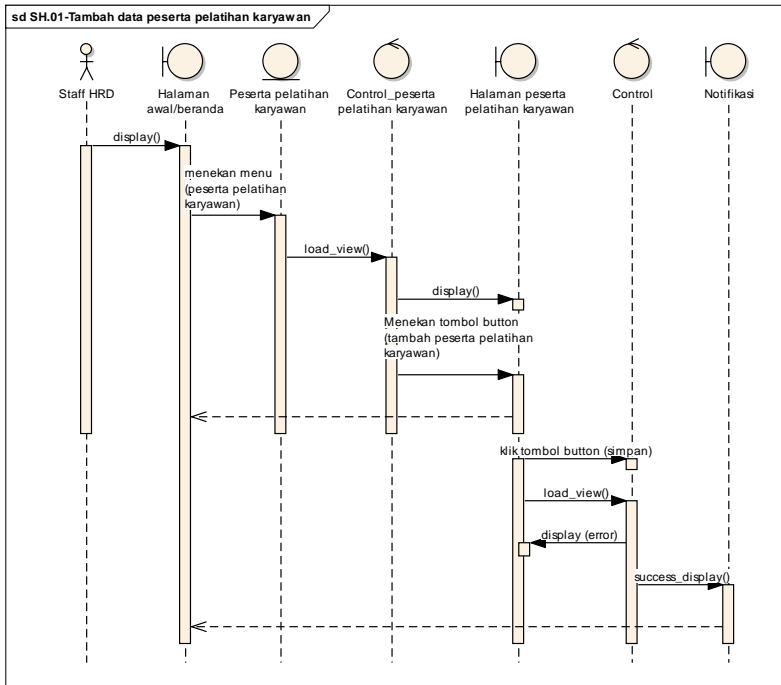 sd SH.01-Tambah data peserta pelatihan karyawan
Staff HRD
Halaman
awal/beranda
Peserta pelatihan
karyawan
Control_peserta
pelatihan karyawan
Halaman peserta
pelatihan karyawan
Control
Notifikasi
display()
menekan menu
(peserta pelatihan
karyawan)
load_view()
display()
Menekan tombol button
(tambah peserta pelatihan
karyawan)
klik tombol button (simpan)
load_view()
display (error)
success_display()